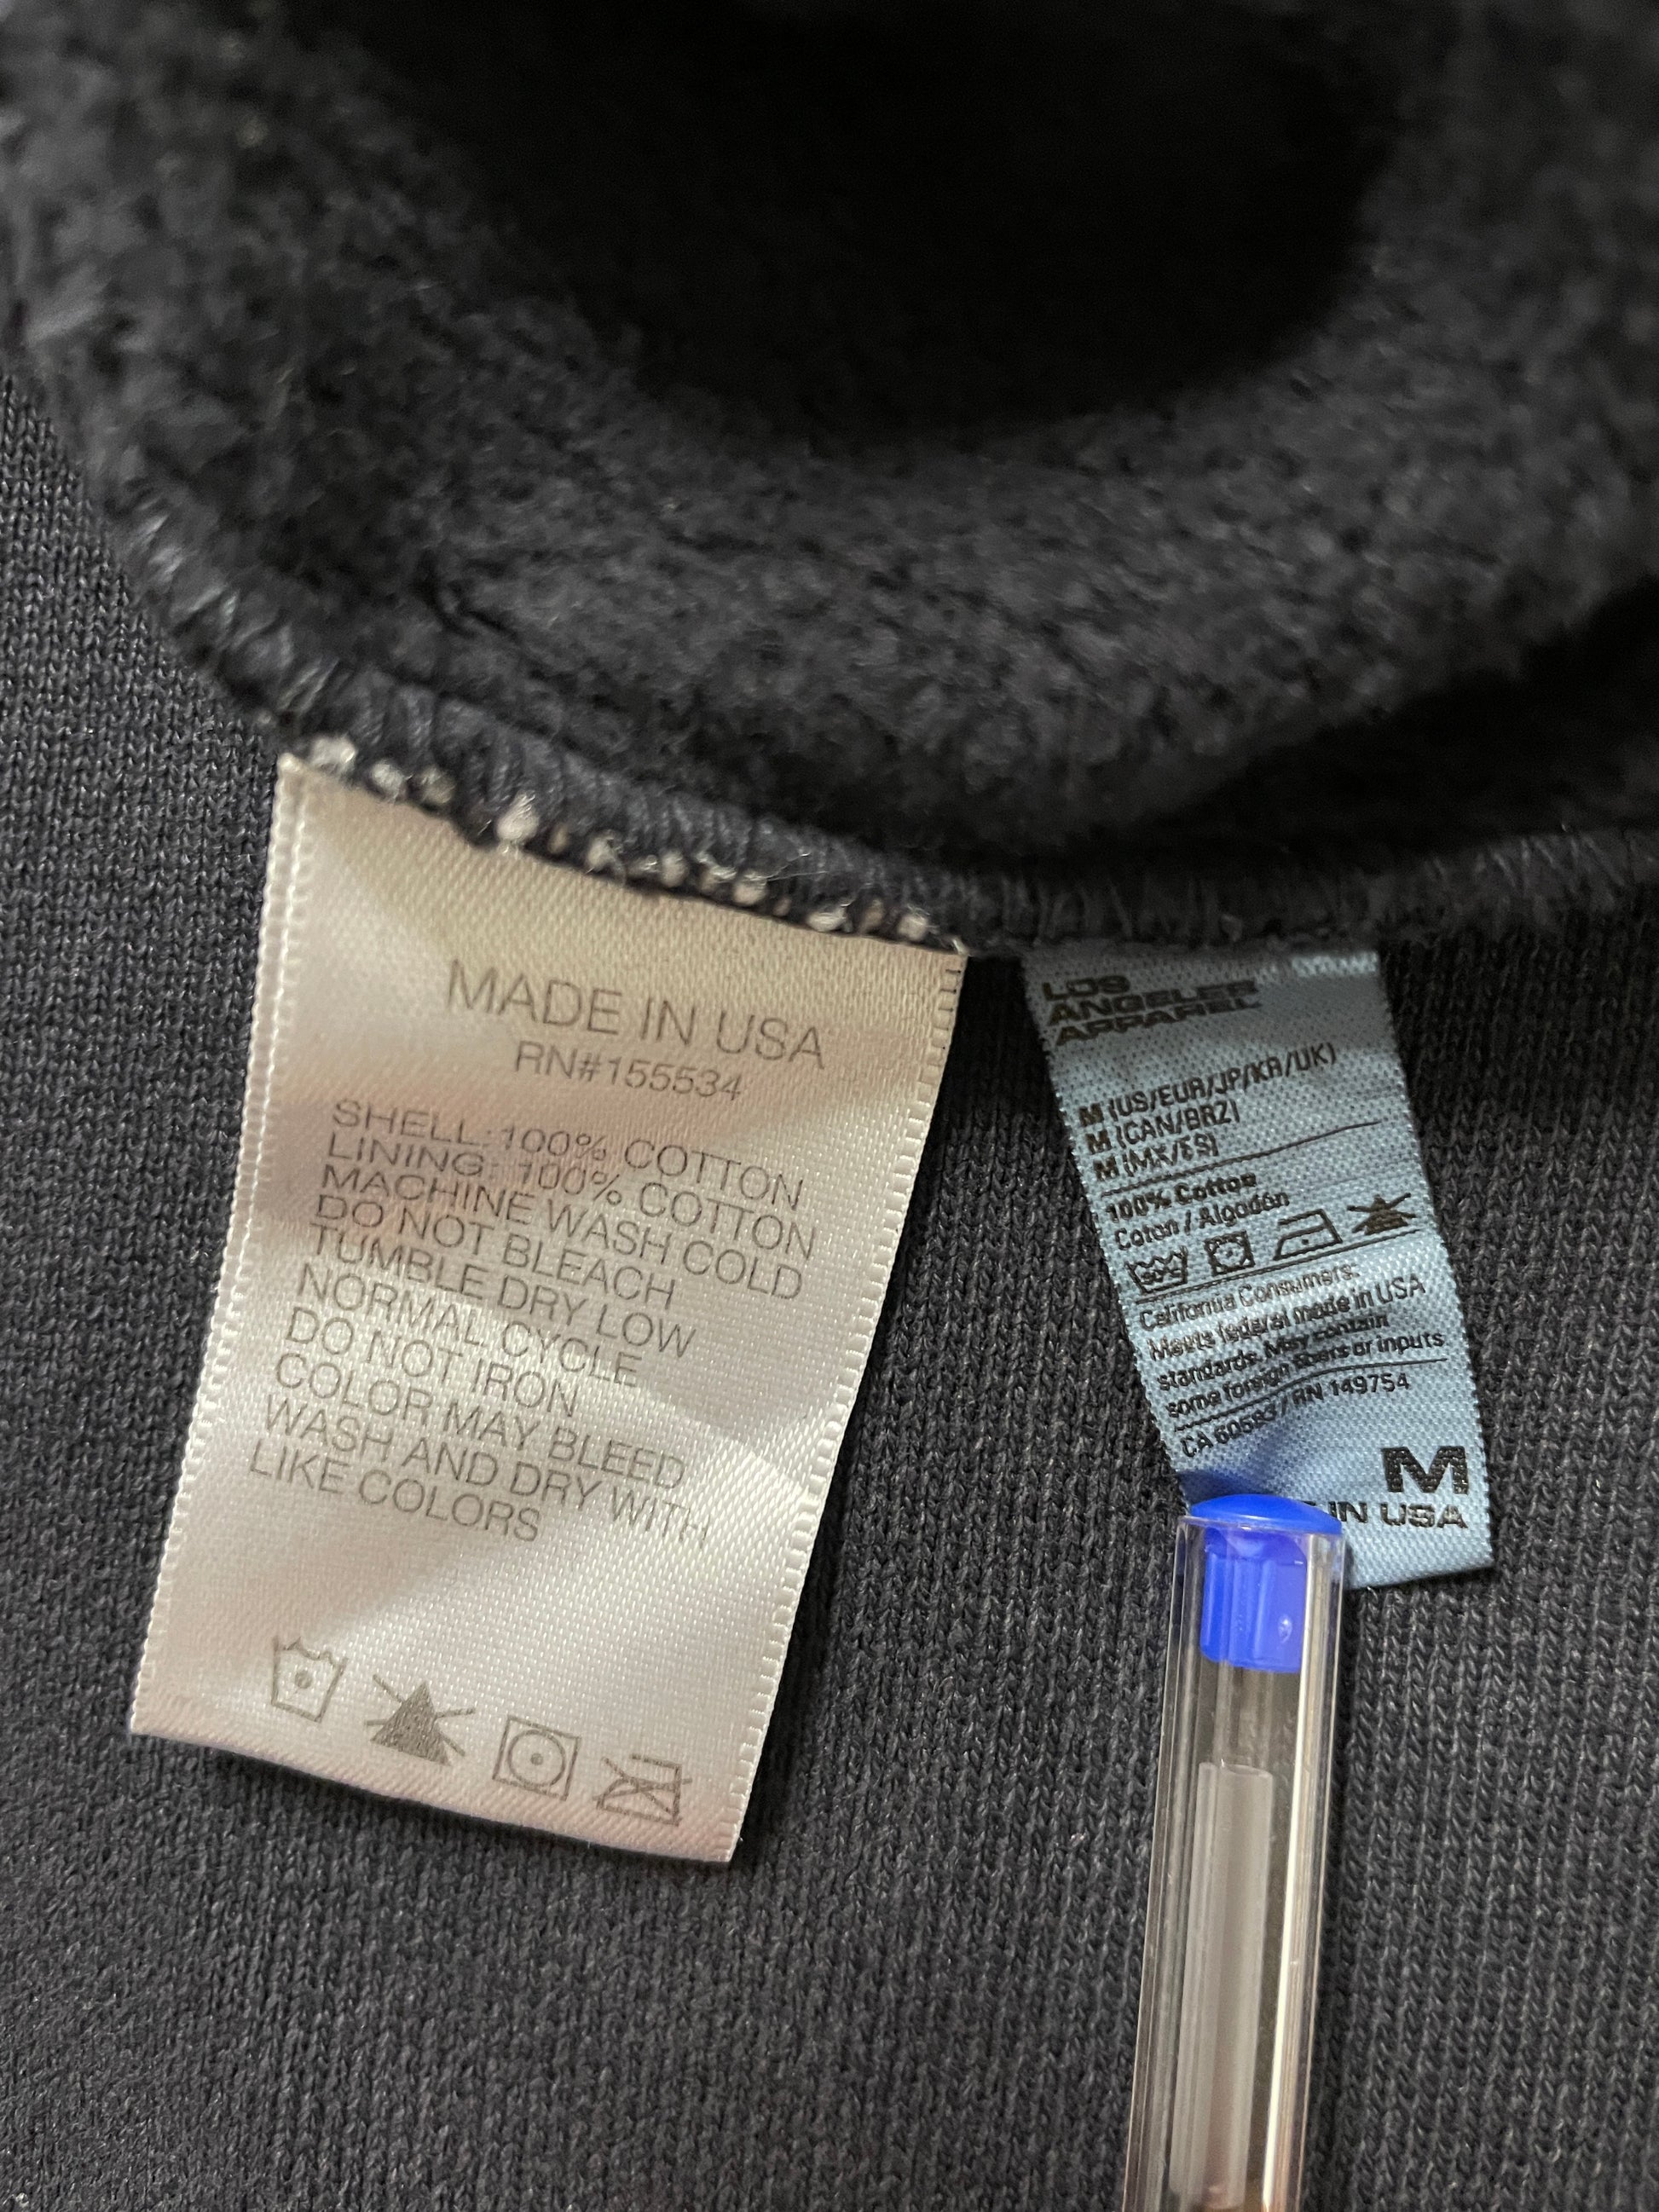 MADE IN USA
RN#155534
SHELL: 100% COTTON
LINING: 100% COTTON
MACHINE WASH COLD
DO NOT BLEACH
TUMBLE DRY LOW
NORMAL CYCLE
DO NOT IRON
COLOR MAY BLEED
WASH AND DRY WITH
LIKE COLORS
LOS
ANGELES
APPAREL
M (US/EUR/JP/KR/UK)
M (CAN/BRZ)
M (MX/ES)
100% Cotton
Coton / Algodón
30C
California Consumers:
Meets federal made in USA
standards. May contain
some foreign fibers or inputs
CA 60583 / RN 149754
M
IN USA